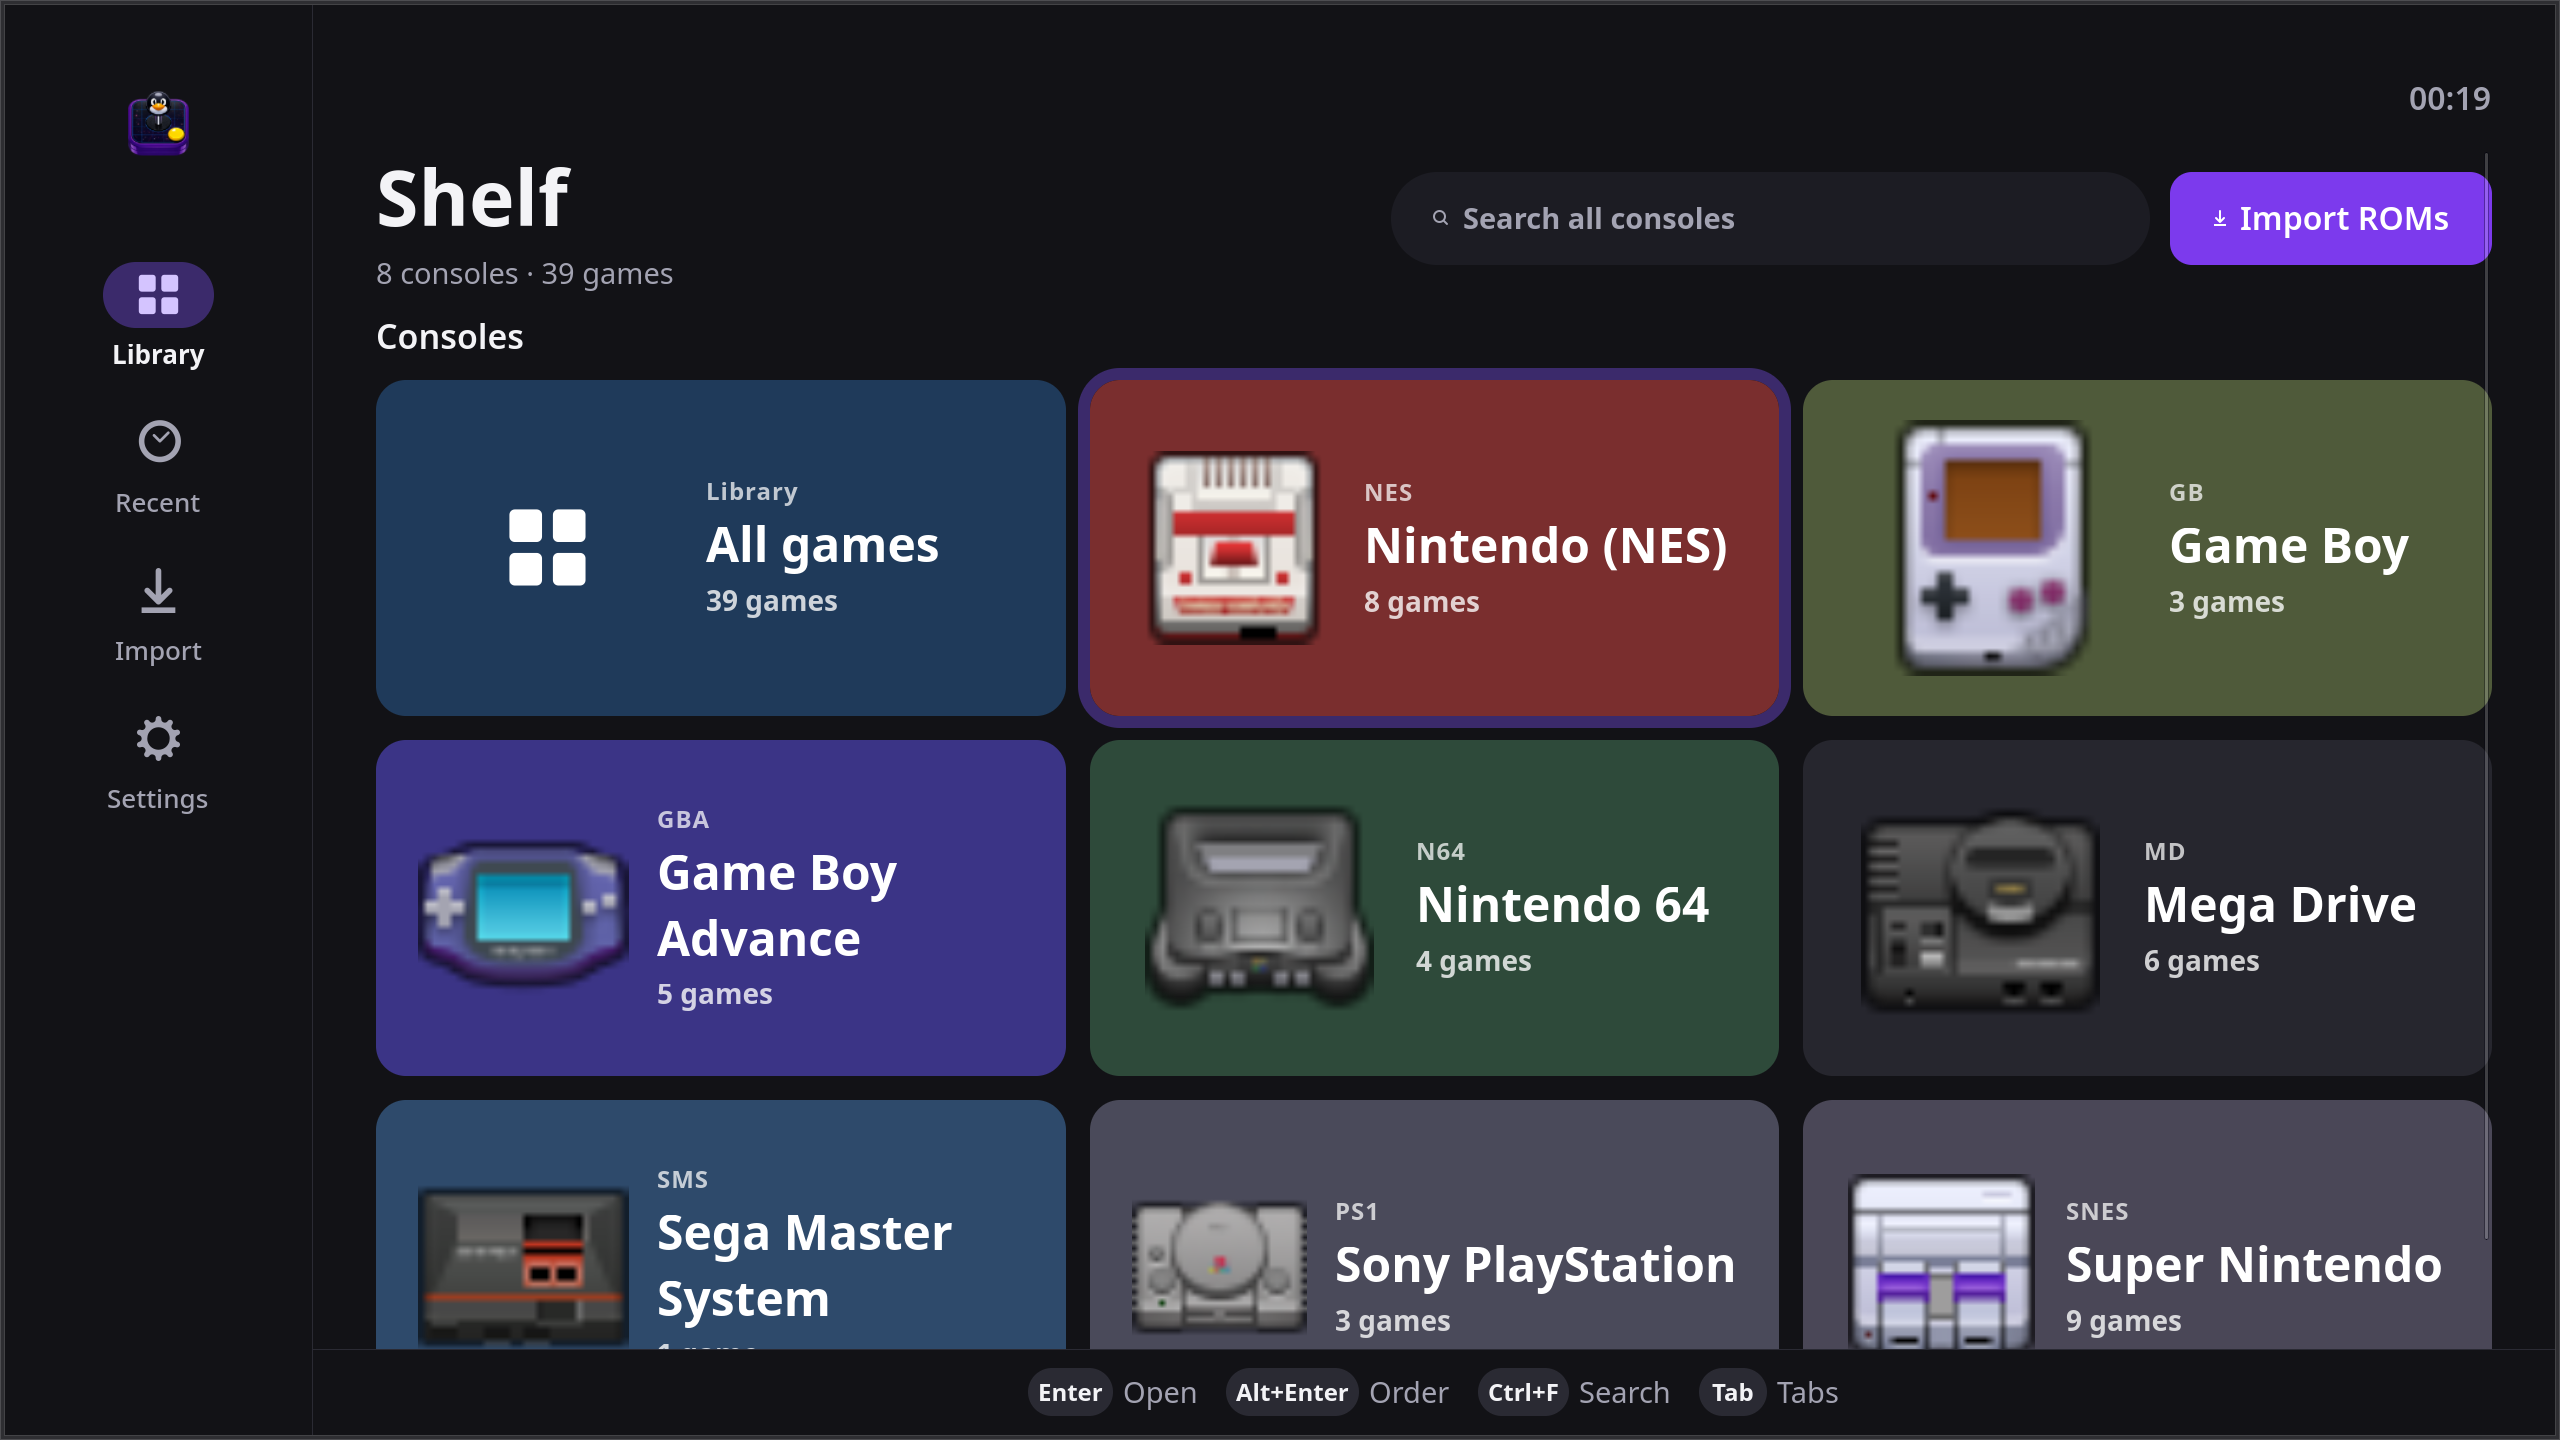 00:19
Shelf
8 consoles · 39 games
Search all consoles
Import ROMs
Library
Recent
Import
Settings
Consoles
Library
All games
39 games
NES
Nintendo (NES)
8 games
GB
Game Boy
3 games
GBA
Game Boy
Advance
5 games
N64
Nintendo 64
4 games
MD
Mega Drive
6 games
SMS
Sega Master
System
PS1
Sony PlayStation
3 games
SNES
Super Nintendo
9 games
Enter Open Alt+Enter Order Ctrl+F Search Tab Tabs